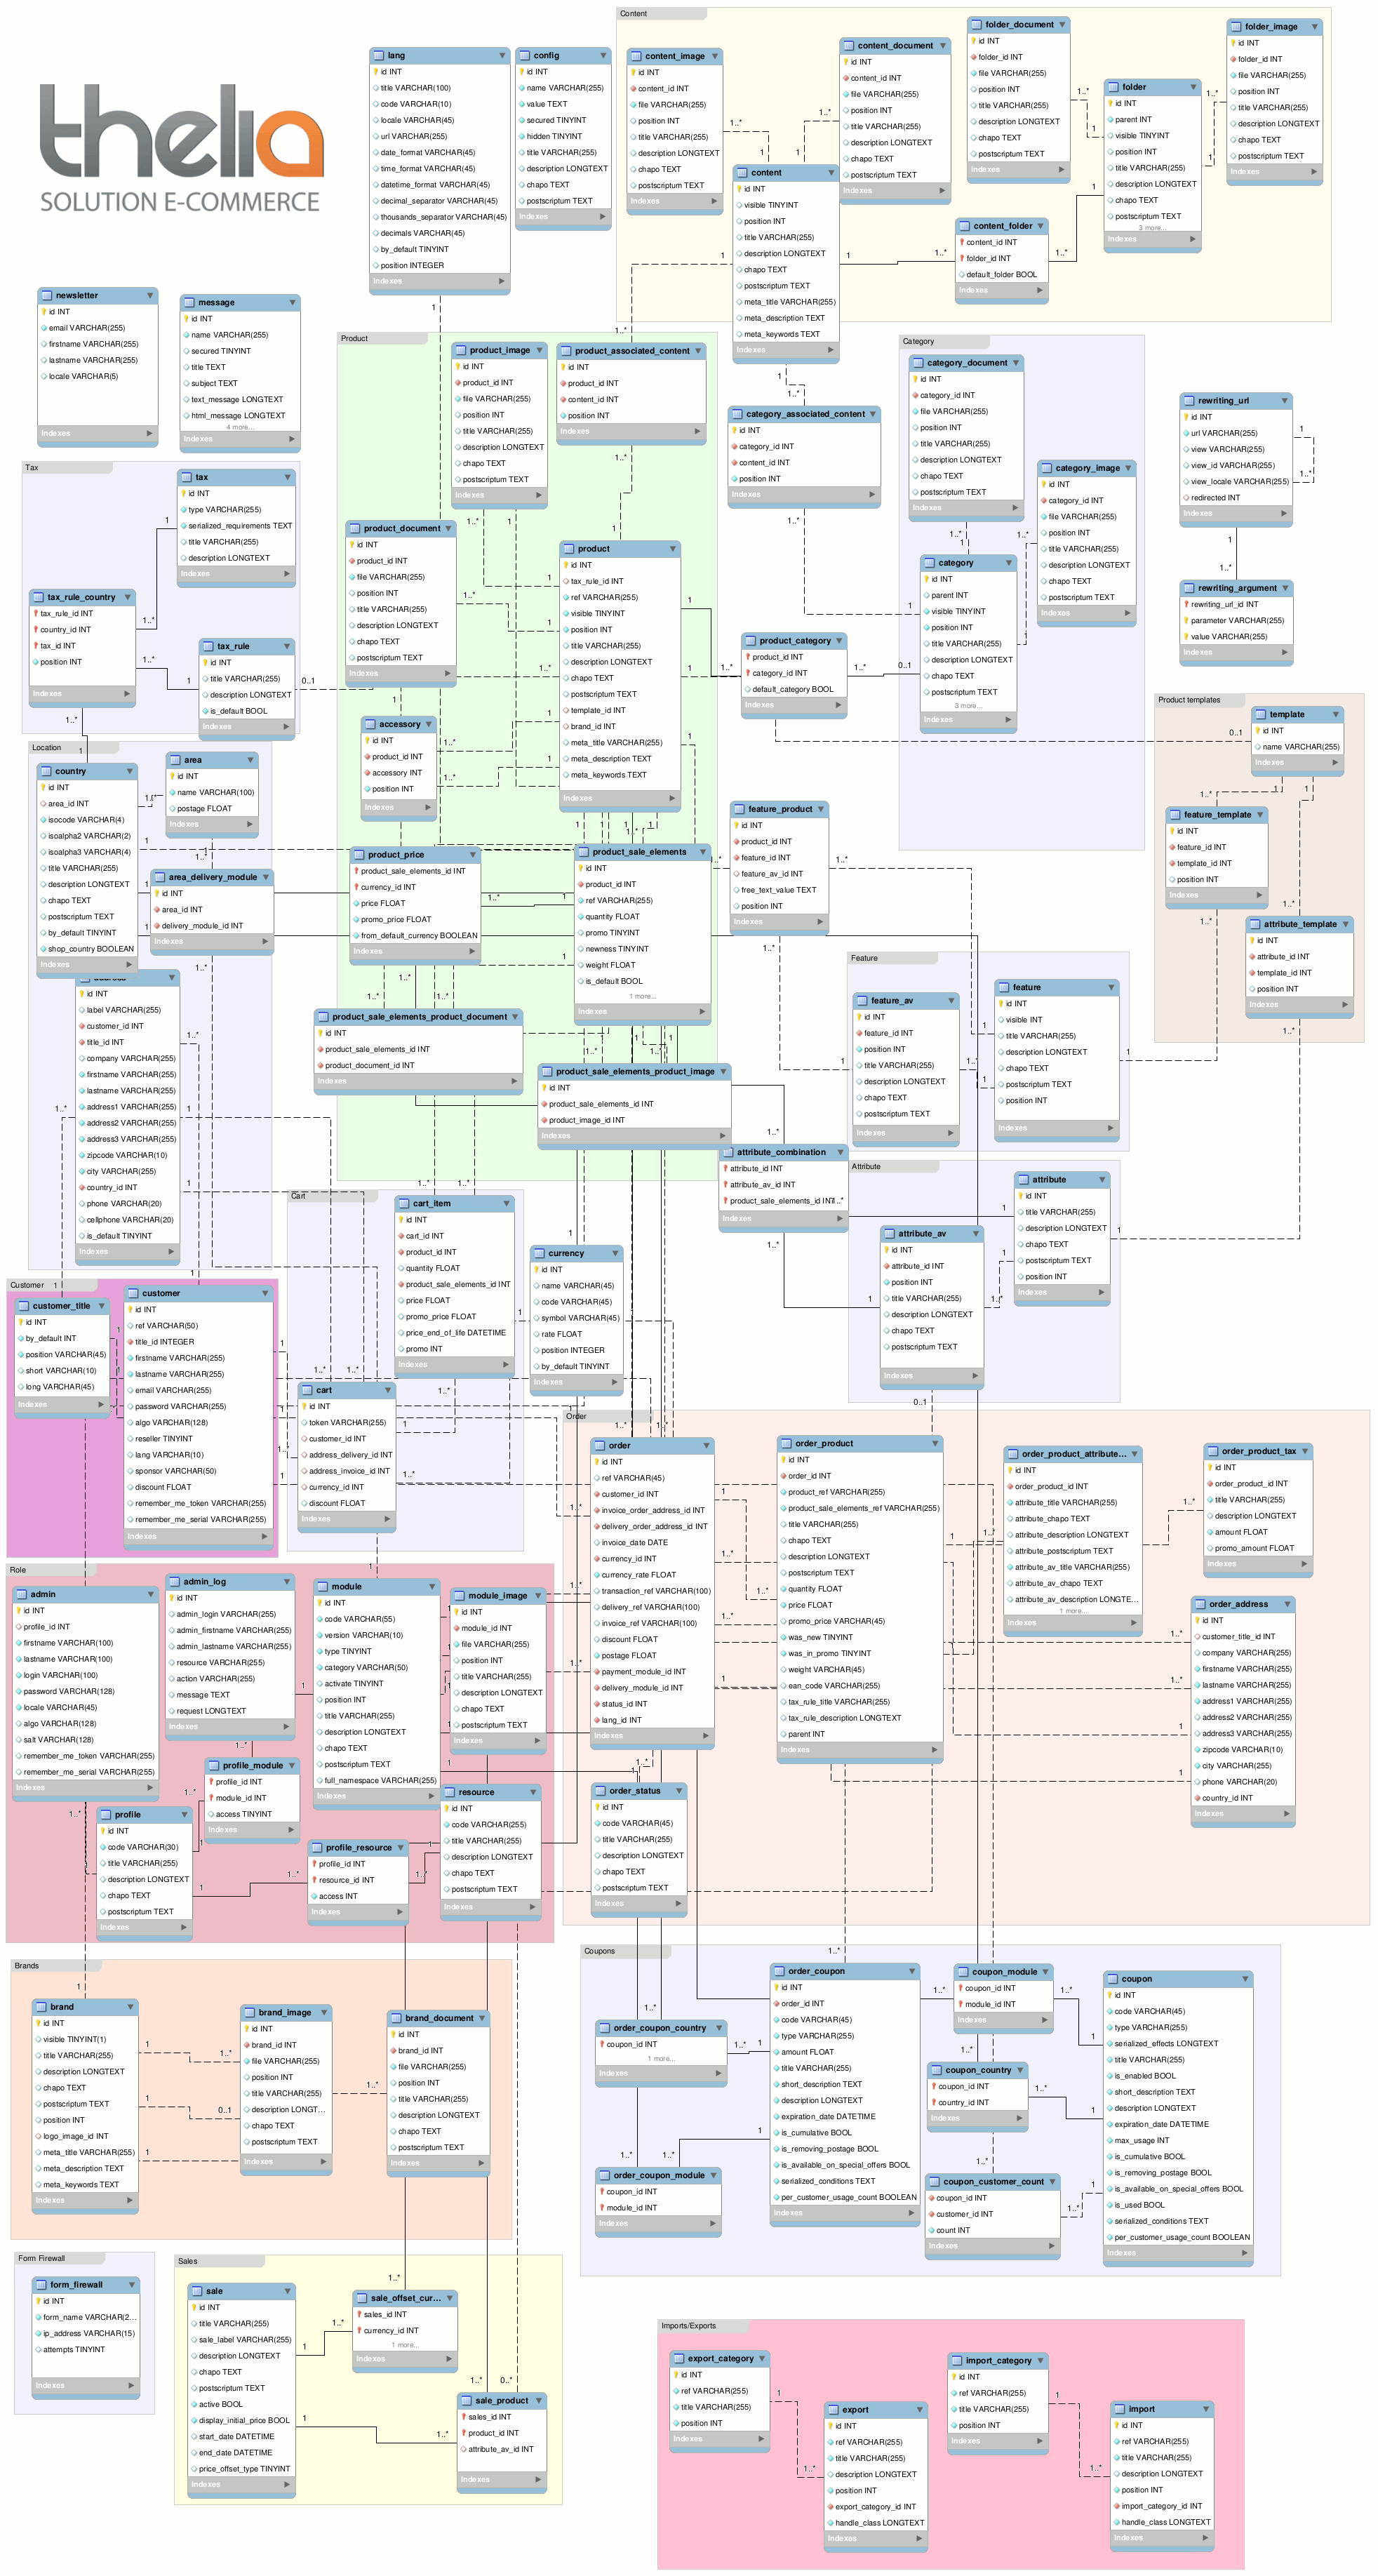 thelia
SOLUTION E-COMMERCE
lang
id INT
title VARCHAR(100)
code VARCHAR(10)
locale VARCHAR(45)
url VARCHAR(255)
date_format VARCHAR(45)
time_format VARCHAR(45)
datetime_format VARCHAR(45)
decimal_separator VARCHAR(45)
thousands_separator VARCHAR(45)
decimals VARCHAR(45)
by_default TINYINT
position INTEGER
Indexes
config
id INT
name VARCHAR(255)
value TEXT
secured TINYINT
hidden TINYINT
title VARCHAR(255)
description LONGTEXT
chapo TEXT
postscriptum TEXT
Indexes
Content
content_image
id INT
content_id INT
file VARCHAR(255)
position INT
title VARCHAR(255)
description LONGTEXT
chapo TEXT
postscriptum TEXT
Indexes
content_document
id INT
content_id INT
file VARCHAR(255)
position INT
title VARCHAR(255)
description LONGTEXT
chapo TEXT
postscriptum TEXT
Indexes
folder_document
id INT
folder_id INT
file VARCHAR(255)
position INT
title VARCHAR(255)
description LONGTEXT
chapo TEXT
postscriptum TEXT
Indexes
folder
id INT
parent INT
visible TINYINT
position INT
title VARCHAR(255)
description LONGTEXT
chapo TEXT
postscriptum TEXT
3 more...
Indexes
folder_image
id INT
folder_id INT
file VARCHAR(255)
position INT
title VARCHAR(255)
description LONGTEXT
chapo TEXT
postscriptum TEXT
Indexes
content
id INT
visible TINYINT
position INT
title VARCHAR(255)
description LONGTEXT
chapo TEXT
postscriptum TEXT
meta_title VARCHAR(255)
meta_description TEXT
meta_keywords TEXT
Indexes
content_folder
content_id INT
folder_id INT
default_folder BOOL
Indexes
newsletter
id INT
email VARCHAR(255)
firstname VARCHAR(255)
lastname VARCHAR(255)
locale VARCHAR(5)
Indexes
message
id INT
name VARCHAR(255)
secured TINYINT
title TEXT
subject TEXT
text_message LONGTEXT
html_message LONGTEXT
4 more...
Indexes
Product
product_image
id INT
product_id INT
file VARCHAR(255)
position INT
title VARCHAR(255)
description LONGTEXT
chapo TEXT
postscriptum TEXT
Indexes
product_associated_content
id INT
product_id INT
content_id INT
position INT
Indexes
category_associated_content
id INT
category_id INT
content_id INT
position INT
Indexes
Category
category_document
id INT
category_id INT
file VARCHAR(255)
position INT
title VARCHAR(255)
description LONGTEXT
chapo TEXT
postscriptum TEXT
Indexes
category_image
id INT
category_id INT
file VARCHAR(255)
position INT
title VARCHAR(255)
description LONGTEXT
chapo TEXT
postscriptum TEXT
Indexes
category
id INT
parent INT
visible TINYINT
position INT
title VARCHAR(255)
description LONGTEXT
chapo TEXT
postscriptum TEXT
3 more...
Indexes
rewriting_url
id INT
url VARCHAR(255)
view VARCHAR(255)
view_id VARCHAR(255)
view_locale VARCHAR(255)
redirected INT
Indexes
rewriting_argument
rewriting_url_id INT
parameter VARCHAR(255)
value VARCHAR(255)
Indexes
Tax
tax
id INT
type VARCHAR(255)
serialized_requirements TEXT
title VARCHAR(255)
description LONGTEXT
Indexes
tax_rule_country
tax_rule_id INT
country_id INT
tax_id INT
position INT
Indexes
tax_rule
id INT
title VARCHAR(255)
description LONGTEXT
is_default BOOL
Indexes
product_document
id INT
product_id INT
file VARCHAR(255)
position INT
title VARCHAR(255)
description LONGTEXT
chapo TEXT
postscriptum TEXT
Indexes
product
id INT
tax_rule_id INT
ref VARCHAR(255)
visible TINYINT
position INT
title VARCHAR(255)
description LONGTEXT
chapo TEXT
postscriptum TEXT
template_id INT
brand_id INT
meta_title VARCHAR(255)
meta_description TEXT
meta_keywords TEXT
product_category
product_id INT
category_id INT
default_category BOOL
Indexes
accessory
id INT
product_id INT
accessory INT
position INT
Indexes
Product templates
template
id INT
name VARCHAR(255)
Indexes
feature_template
id INT
feature_id INT
template_id INT
position INT
Indexes
attribute_template
id INT
attribute_id INT
template_id INT
position INT
Indexes
Location
country
id INT
area_id INT
isocode VARCHAR(4)
isoalpha2 VARCHAR(2)
isoalpha3 VARCHAR(4)
title VARCHAR(255)
description LONGTEXT
chapo TEXT
postscriptum TEXT
by_default TINYINT
shop_country BOOLEAN
Indexes
area
id INT
name VARCHAR(100)
postage FLOAT
Indexes
area_delivery_module
id INT
area_id INT
delivery_module_id INT
Indexes
product_price
product_sale_elements_id INT
currency_id INT
price FLOAT
promo_price FLOAT
from_default_currency BOOLEAN
Indexes
product_sale_elements
id INT
product_id INT
ref VARCHAR(255)
quantity FLOAT
promo TINYINT
newness TINYINT
weight FLOAT
is_default BOOL
1 more...
Indexes
feature_product
id INT
product_id INT
feature_id INT
feature_av_id INT
free_text_value TEXT
position INT
Indexes
address
id INT
label VARCHAR(255)
customer_id INT
title_id INT
company VARCHAR(255)
firstname VARCHAR(255)
lastname VARCHAR(255)
address1 VARCHAR(255)
address2 VARCHAR(255)
address3 VARCHAR(255)
zipcode VARCHAR(10)
city VARCHAR(255)
country_id INT
phone VARCHAR(20)
cellphone VARCHAR(20)
is_default TINYINT
Indexes
product_sale_elements_product_document
id INT
product_sale_elements_id INT
product_document_id INT
Indexes
product_sale_elements_product_image
id INT
product_sale_elements_id INT
product_image_id INT
Indexes
Feature
feature_av
id INT
feature_id INT
position INT
title VARCHAR(255)
description LONGTEXT
chapo TEXT
postscriptum TEXT
Indexes
feature
id INT
visible INT
title VARCHAR(255)
description LONGTEXT
chapo TEXT
postscriptum TEXT
position INT
Indexes
attribute_combination
attribute_id INT
attribute_av_id INT
product_sale_elements_id INT
Indexes
Attribute
attribute
id INT
title VARCHAR(255)
description LONGTEXT
chapo TEXT
postscriptum TEXT
position INT
Indexes
attribute_av
id INT
attribute_id INT
position INT
title VARCHAR(255)
description LONGTEXT
chapo TEXT
postscriptum TEXT
Indexes
Cart
cart_item
id INT
cart_id INT
product_id INT
quantity FLOAT
product_sale_elements_id INT
price FLOAT
promo_price FLOAT
price_end_of_life DATETIME
promo INT
Indexes
currency
id INT
name VARCHAR(45)
code VARCHAR(45)
symbol VARCHAR(45)
rate FLOAT
position INTEGER
by_default TINYINT
Indexes
cart
id INT
token VARCHAR(255)
customer_id INT
address_delivery_id INT
address_invoice_id INT
currency_id INT
discount FLOAT
Indexes
Customer
customer_title
id INT
by_default INT
position VARCHAR(45)
short VARCHAR(10)
long VARCHAR(45)
Indexes
customer
id INT
ref VARCHAR(50)
title_id INTEGER
firstname VARCHAR(255)
lastname VARCHAR(255)
email VARCHAR(255)
password VARCHAR(255)
algo VARCHAR(128)
reseller TINYINT
lang VARCHAR(10)
sponsor VARCHAR(50)
discount FLOAT
remember_me_token VARCHAR(255)
remember_me_serial VARCHAR(255)
Indexes
Order
order
id INT
ref VARCHAR(45)
customer_id INT
invoice_order_address_id INT
delivery_order_address_id INT
invoice_date DATE
currency_id INT
currency_rate FLOAT
transaction_ref VARCHAR(100)
delivery_ref VARCHAR(100)
invoice_ref VARCHAR(100)
discount FLOAT
postage FLOAT
payment_module_id INT
delivery_module_id INT
status_id INT
lang_id INT
Indexes
order_product
id INT
order_id INT
product_ref VARCHAR(255)
product_sale_elements_ref VARCHAR(255)
title VARCHAR(255)
chapo TEXT
description LONGTEXT
postscriptum TEXT
quantity FLOAT
price FLOAT
promo_price VARCHAR(45)
was_new TINYINT
was_in_promo TINYINT
weight VARCHAR(45)
ean_code VARCHAR(255)
tax_rule_title VARCHAR(255)
tax_rule_description LONGTEXT
parent INT
Indexes
order_product_attribute...
id INT
order_product_id INT
attribute_title VARCHAR(255)
attribute_chapo TEXT
attribute_description LONGTEXT
attribute_postscriptum TEXT
attribute_av_title VARCHAR(255)
attribute_av_chapo TEXT
attribute_av_description LONGTE...
1 more...
Indexes
order_product_tax
id INT
order_product_id INT
title VARCHAR(255)
description LONGTEXT
amount FLOAT
promo_amount FLOAT
Indexes
order_address
id INT
customer_title_id INT
company VARCHAR(255)
firstname VARCHAR(255)
lastname VARCHAR(255)
address1 VARCHAR(255)
address2 VARCHAR(255)
address3 VARCHAR(255)
zipcode VARCHAR(10)
city VARCHAR(255)
phone VARCHAR(20)
country_id INT
Indexes
order_status
id INT
code VARCHAR(45)
title VARCHAR(255)
description LONGTEXT
chapo TEXT
postscriptum TEXT
Indexes
Role
admin
id INT
profile_id INT
firstname VARCHAR(100)
lastname VARCHAR(100)
login VARCHAR(100)
password VARCHAR(128)
locale VARCHAR(45)
algo VARCHAR(128)
salt VARCHAR(128)
remember_me_token VARCHAR(255)
remember_me_serial VARCHAR(255)
Indexes
admin_log
id INT
admin_login VARCHAR(255)
admin_firstname VARCHAR(255)
admin_lastname VARCHAR(255)
resource VARCHAR(255)
action VARCHAR(255)
message TEXT
request LONGTEXT
Indexes
module
id INT
code VARCHAR(55)
version VARCHAR(10)
type TINYINT
category VARCHAR(50)
activate TINYINT
position INT
title VARCHAR(255)
description LONGTEXT
chapo TEXT
postscriptum TEXT
full_namespace VARCHAR(255)
Indexes
module_image
id INT
module_id INT
file VARCHAR(255)
position INT
title VARCHAR(255)
description LONGTEXT
chapo TEXT
postscriptum TEXT
Indexes
profile_module
profile_id INT
module_id INT
access TINYINT
Indexes
profile
id INT
code VARCHAR(30)
title VARCHAR(255)
description LONGTEXT
chapo TEXT
postscriptum TEXT
Indexes
profile_resource
profile_id INT
resource_id INT
access INT
Indexes
resource
id INT
code VARCHAR(255)
title VARCHAR(255)
description LONGTEXT
chapo TEXT
postscriptum TEXT
Indexes
Brands
brand
id INT
visible TINYINT(1)
title VARCHAR(255)
description LONGTEXT
chapo TEXT
postscriptum TEXT
position INT
logo_image_id INT
meta_title VARCHAR(255)
meta_description TEXT
meta_keywords TEXT
Indexes
brand_image
id INT
brand_id INT
file VARCHAR(255)
position INT
title VARCHAR(255)
description LONGT...
chapo TEXT
postscriptum TEXT
Indexes
brand_document
id INT
brand_id INT
file VARCHAR(255)
position INT
title VARCHAR(255)
description LONGTEXT
chapo TEXT
postscriptum TEXT
Indexes
Coupons
order_coupon
id INT
order_id INT
code VARCHAR(45)
type VARCHAR(255)
amount FLOAT
title VARCHAR(255)
short_description TEXT
description LONGTEXT
expiration_date DATETIME
is_cumulative BOOL
is_removing_postage BOOL
is_available_on_special_offers BOOL
serialized_conditions TEXT
per_customer_usage_count BOOLEAN
Indexes
order_coupon_country
coupon_id INT
1 more...
Indexes
order_coupon_module
coupon_id INT
module_id INT
Indexes
coupon_module
coupon_id INT
module_id INT
Indexes
coupon_country
coupon_id INT
country_id INT
Indexes
coupon_customer_count
coupon_id INT
customer_id INT
count INT
Indexes
coupon
id INT
code VARCHAR(45)
type VARCHAR(255)
serialized_effects LONGTEXT
title VARCHAR(255)
is_enabled BOOL
short_description TEXT
description LONGTEXT
expiration_date DATETIME
max_usage INT
is_cumulative BOOL
is_removing_postage BOOL
is_available_on_special_offers BOOL
is_used BOOL
serialized_conditions TEXT
per_customer_usage_count BOOLEAN
Indexes
Form Firewall
form_firewall
id INT
form_name VARCHAR(2...
ip_address VARCHAR(15)
attempts TINYINT
Indexes
Sales
sale
id INT
title VARCHAR(255)
sale_label VARCHAR(255)
description LONGTEXT
chapo TEXT
postscriptum TEXT
active BOOL
display_initial_price BOOL
start_date DATETIME
end_date DATETIME
price_offset_type TINYINT
Indexes
sale_offset_cur...
sales_id INT
currency_id INT
1 more...
Indexes
sale_product
sales_id INT
product_id INT
attribute_av_id INT
Indexes
Imports/Exports
export_category
id INT
ref VARCHAR(255)
title VARCHAR(255)
position INT
Indexes
export
id INT
ref VARCHAR(255)
title VARCHAR(255)
description LONGTEXT
position INT
export_category_id INT
handle_class LONGTEXT
Indexes
import_category
id INT
ref VARCHAR(255)
title VARCHAR(255)
position INT
Indexes
import
id INT
ref VARCHAR(255)
title VARCHAR(255)
description LONGTEXT
position INT
import_category_id INT
handle_class LONGTEXT
Indexes